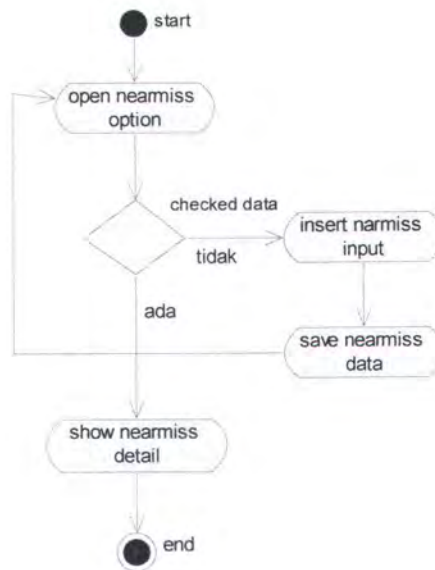 start
open nearmiss
option
checked data
tidak
insert narmiss
input
ada
save nearmiss
data
show nearmiss
detail
end